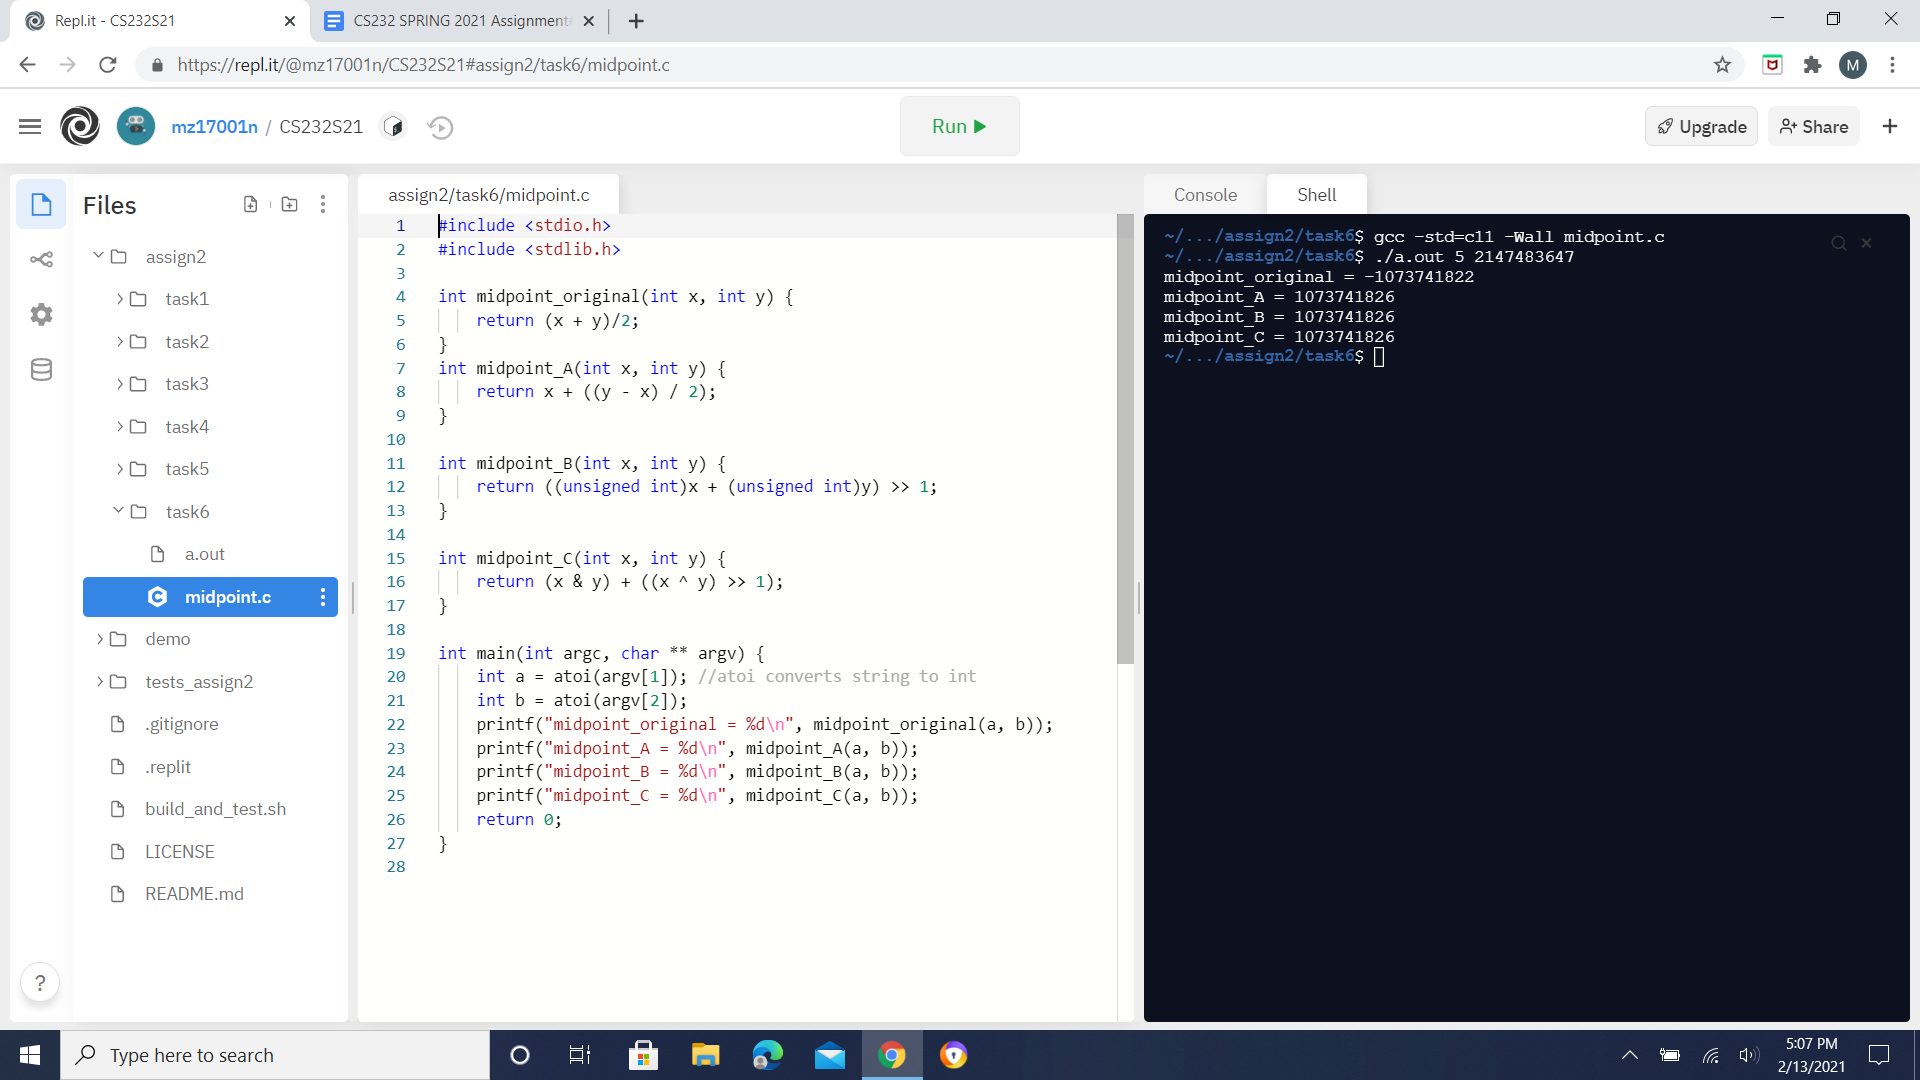 Repl.it - CS232S21
CS232 SPRING 2021 Assignment
https://repl.it/@mz17001n/CS232S21#assign2/task6/midpoint.c
M
mz17001n / CS232S21
Run
Upgrade
Share
Files
assign2
task1
task2
task3
task4
task5
task6
a.out
midpoint.c
demo
tests_assign2
.gitignore
.replit
build_and_test.sh
LICENSE
README.md
?
assign2/task6/midpoint.c
1 #include <stdio.h>
2 #include <stdlib.h>
3
4 int midpoint_original(int x, int y) {
5 return (x + y)/2;
6 }
7 int midpoint_A(int x, int y) {
8 return x + ((y - x) / 2);
9 }
10
11 int midpoint_B(int x, int y) {
12 return ((unsigned int)x + (unsigned int)y) >> 1;
13 }
14
15 int midpoint_C(int x, int y) {
16 return (x & y) + ((x ^ y) >> 1);
17 }
18
19 int main(int argc, char ** argv) {
20 int a = atoi(argv[1]); //atoi converts string to int
21 int b = atoi(argv[2]);
22 printf("midpoint_original = %d\n", midpoint_original(a, b));
23 printf("midpoint_A = %d\n", midpoint_A(a, b));
24 printf("midpoint_B = %d\n", midpoint_B(a, b));
25 printf("midpoint_C = %d\n", midpoint_C(a, b));
26 return 0;
27 }
28
Console
Shell
~/.../assign2/task6$ gcc -std=c11 -Wall midpoint.c
~/.../assign2/task6$ ./a.out 5 2147483647
midpoint_original = -1073741822
midpoint_A = 1073741826
midpoint_B = 1073741826
midpoint_C = 1073741826
~/.../assign2/task6$
Type here to search
5:07 PM
2/13/2021